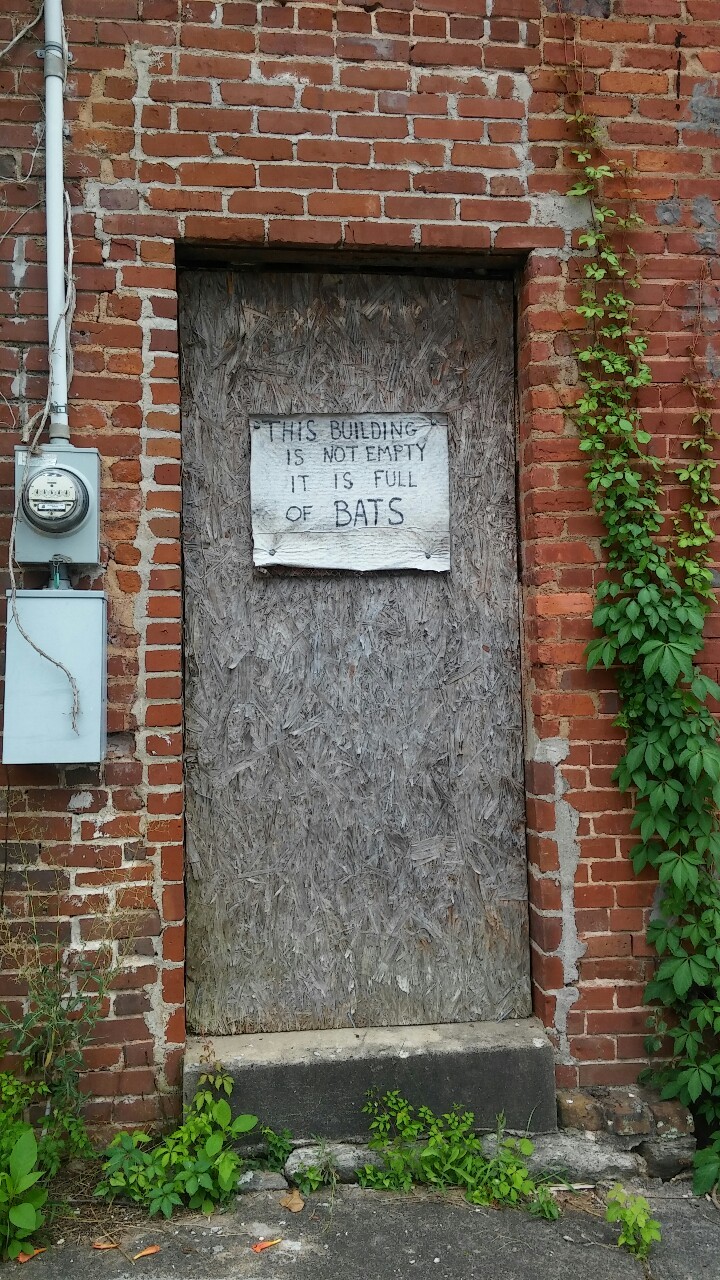 THIS BUILDING
IS NOT EMPTY
IT IS FULL
OF BATS